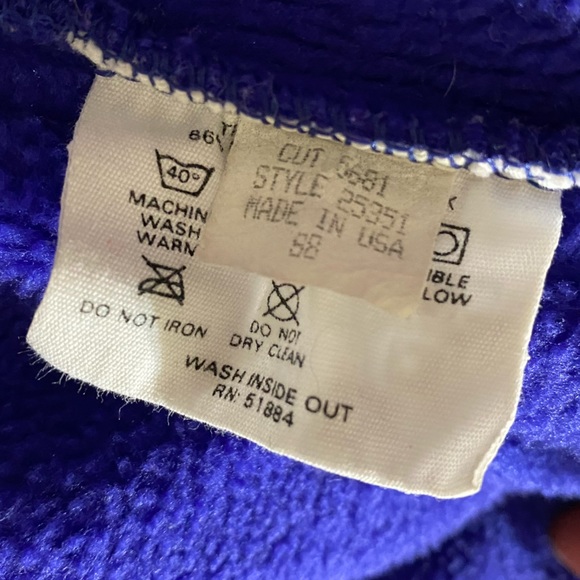 CUT 5681
STYLE 25351
MADE IN USA
88
40°
MACHIN
WASH
WARM
IBLE
LOW
DO NOT IRON
DO NOT
DRY CLEAN
WASH INSIDE OUT
RN: 51884